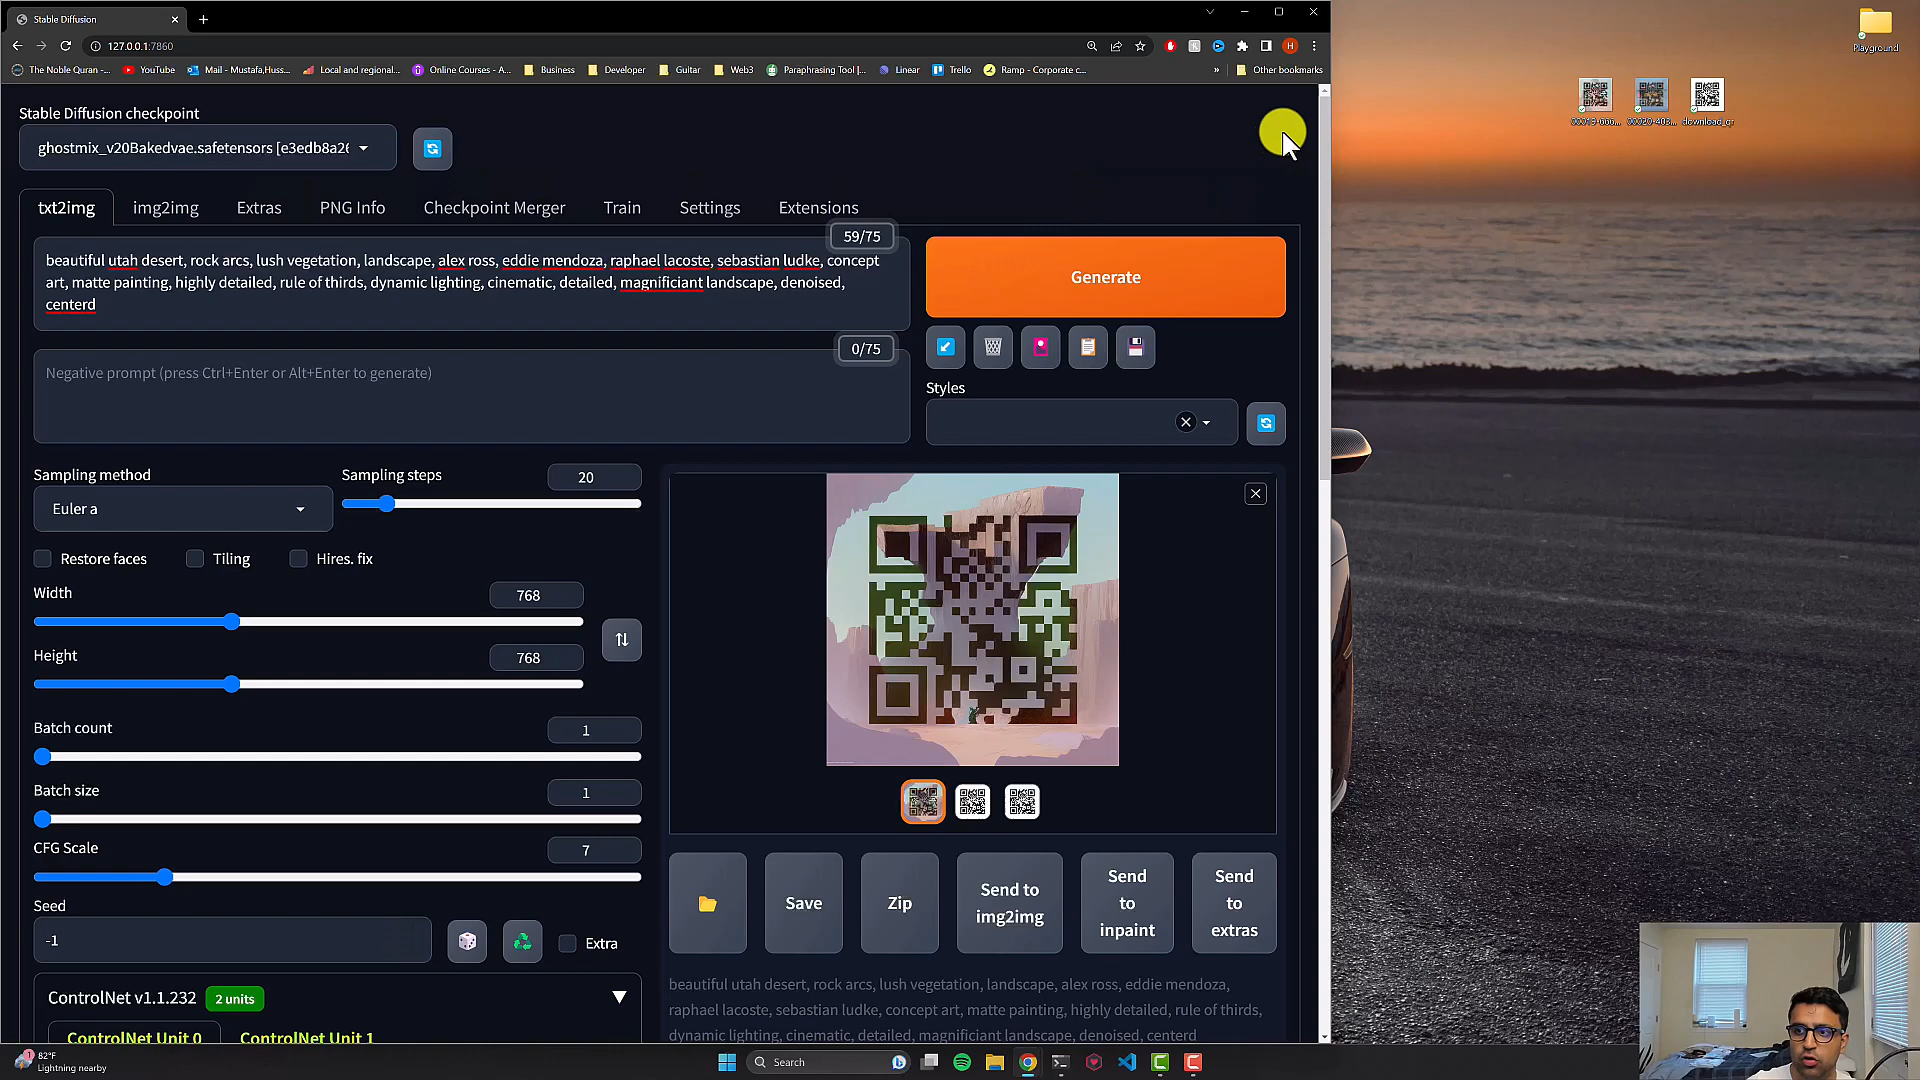 Stable Diffusion
127.0.0.1:7860
The Noble Quran -...
YouTube
Mail - Mustafa,Huss...
Local and regional...
Online Courses - A...
Business
Developer
Guitar
Web3
Paraphrasing Tool |...
Linear
Trello
Ramp - Corporate c...
»
Other bookmarks
H
Playground
download_qr
Stable Diffusion checkpoint
ghostmix_v20Bakedvae.safetensors [e3edb8a26
txt2img
img2img
Extras
PNG Info
Checkpoint Merger
Train
Settings
Extensions
59/75
beautiful utah desert, rock arcs, lush vegetation, landscape, alex ross, eddie mendoza, raphael lacoste, sebastian ludke, concept
art, matte painting, highly detailed, rule of thirds, dynamic lighting, cinematic, detailed, magnificiant landscape, denoised,
centerd
Generate
0/75
Negative prompt (press Ctrl+Enter or Alt+Enter to generate)
Styles
Sampling method
Euler a
Sampling steps
20
Restore faces
Tiling
Hires. fix
Width
768
Height
768
Batch count
1
Batch size
1
CFG Scale
7
Seed
-1
Extra
Save
Zip
Send to
img2img
Send
to
inpaint
Send
to
extras
ControlNet v1.1.232
2 units
ControlNet Unit 0
ControlNet Unit 1
beautiful utah desert, rock arcs, lush vegetation, landscape, alex ross, eddie mendoza,
raphael lacoste, sebastian ludke, concept art, matte painting, highly detailed, rule of thirds,
dynamic lighting, cinematic, detailed, magnificiant landscape, denoised, centerd
1
82°F
Lightning nearby
Search